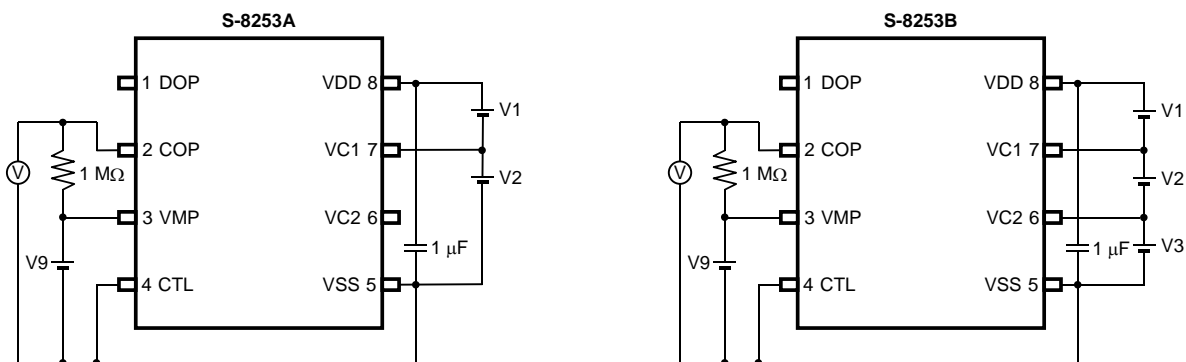 S-8253A
1 DOP
VDD 8
V1
2 COP
VC1 7
V
1 MΩ
V2
3 VMP
VC2 6
V9
1 μF
4 CTL
VSS 5
S-8253B
1 DOP
VDD 8
V1
2 COP
VC1 7
V
1 MΩ
V2
3 VMP
VC2 6
V9
1 μF
V3
4 CTL
VSS 5